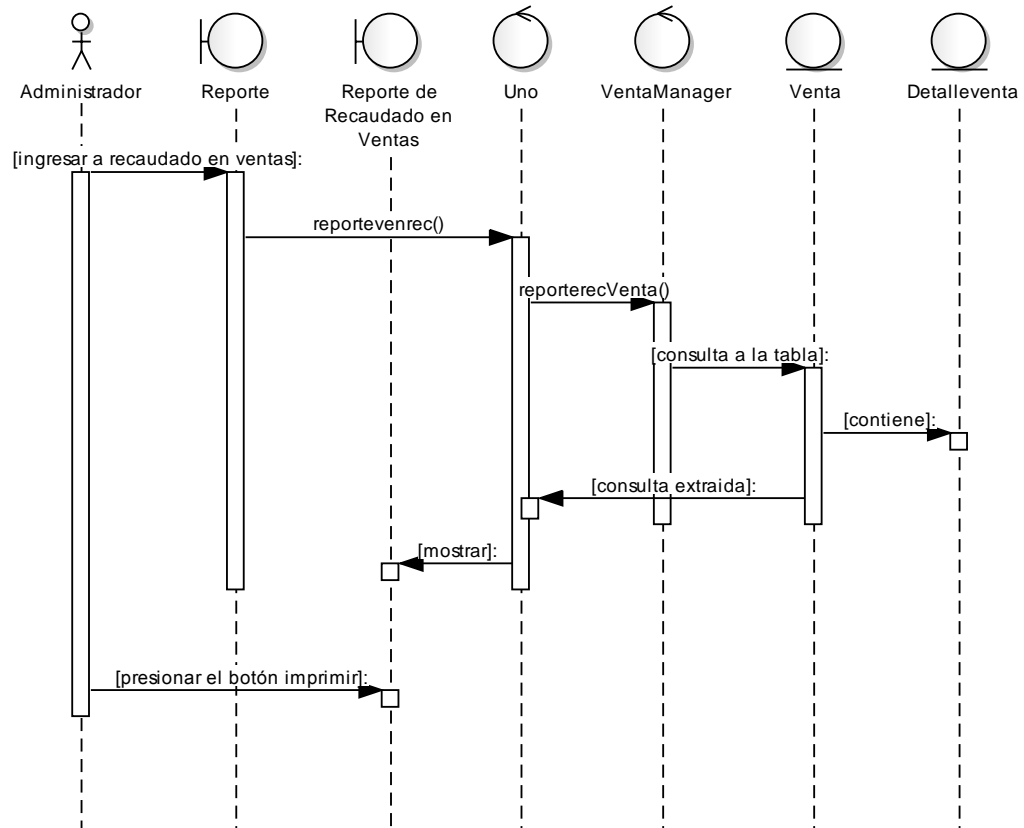 Administrador
Reporte
Reporte de
Recaudado en
Ventas
Uno
VentaManager
Venta
Detalleventa
[ingresar a recaudado en ventas]:
reportevenrec()
reporterecVenta()
[consulta a la tabla]:
[contiene]:
[consulta extraida]:
[mostrar]:
[presionar el botón imprimir]: